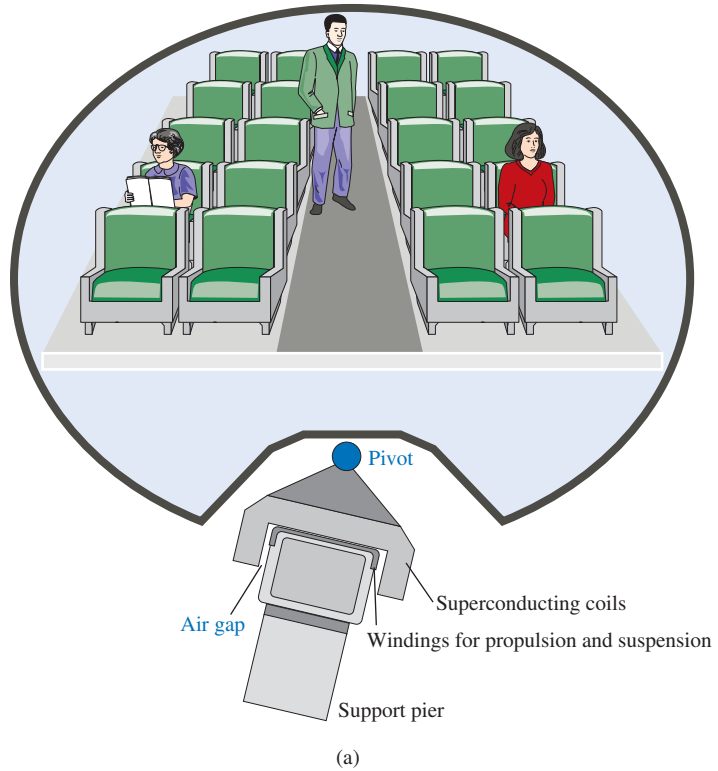 Pivot
Superconducting coils
Air gap
Windings for propulsion and suspension
Support pier
(a)